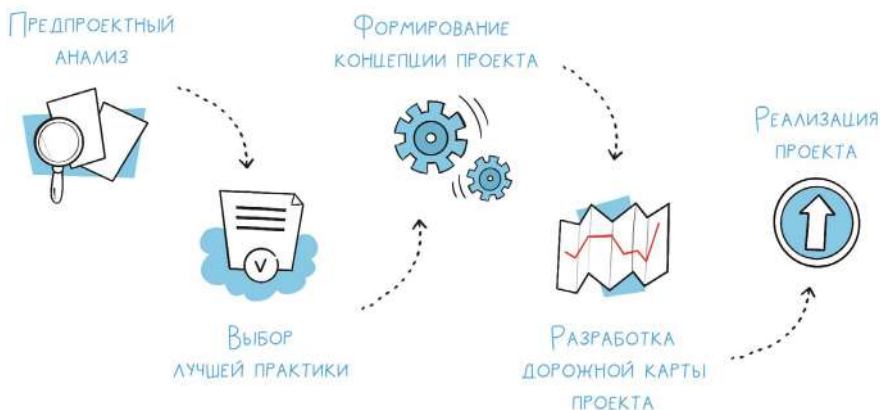 Предпроектный
анализ
Выбор
лучшей практики
Формирование
концепции проекта
Разработка
дорожной карты
проекта
Реализация
проекта